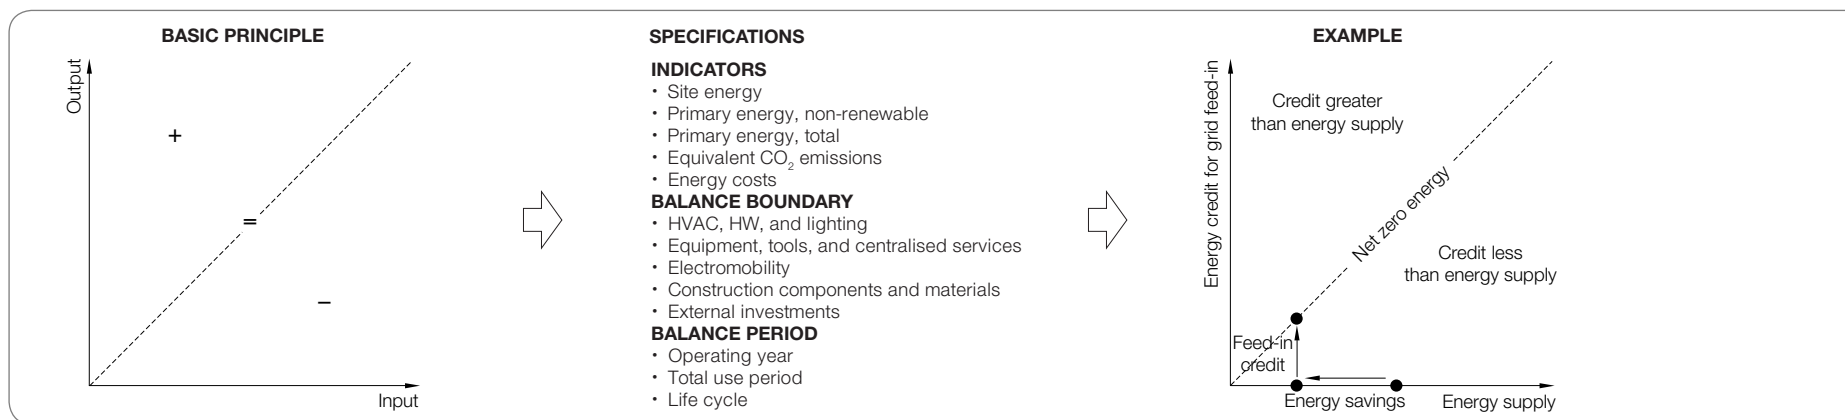 BASIC PRINCIPLE
Output
+
=
−
Input
SPECIFICATIONS
INDICATORS
• Site energy
• Primary energy, non-renewable
• Primary energy, total
• Equivalent CO₂ emissions
• Energy costs
BALANCE BOUNDARY
• HVAC, HW, and lighting
• Equipment, tools, and centralised services
• Electromobility
• Construction components and materials
• External investments
BALANCE PERIOD
• Operating year
• Total use period
• Life cycle
EXAMPLE
Energy credit for grid feed-in
Credit greater
than energy supply
Net zero energy
Credit less
than energy supply
Feed-in
credit
Energy savings
Energy supply